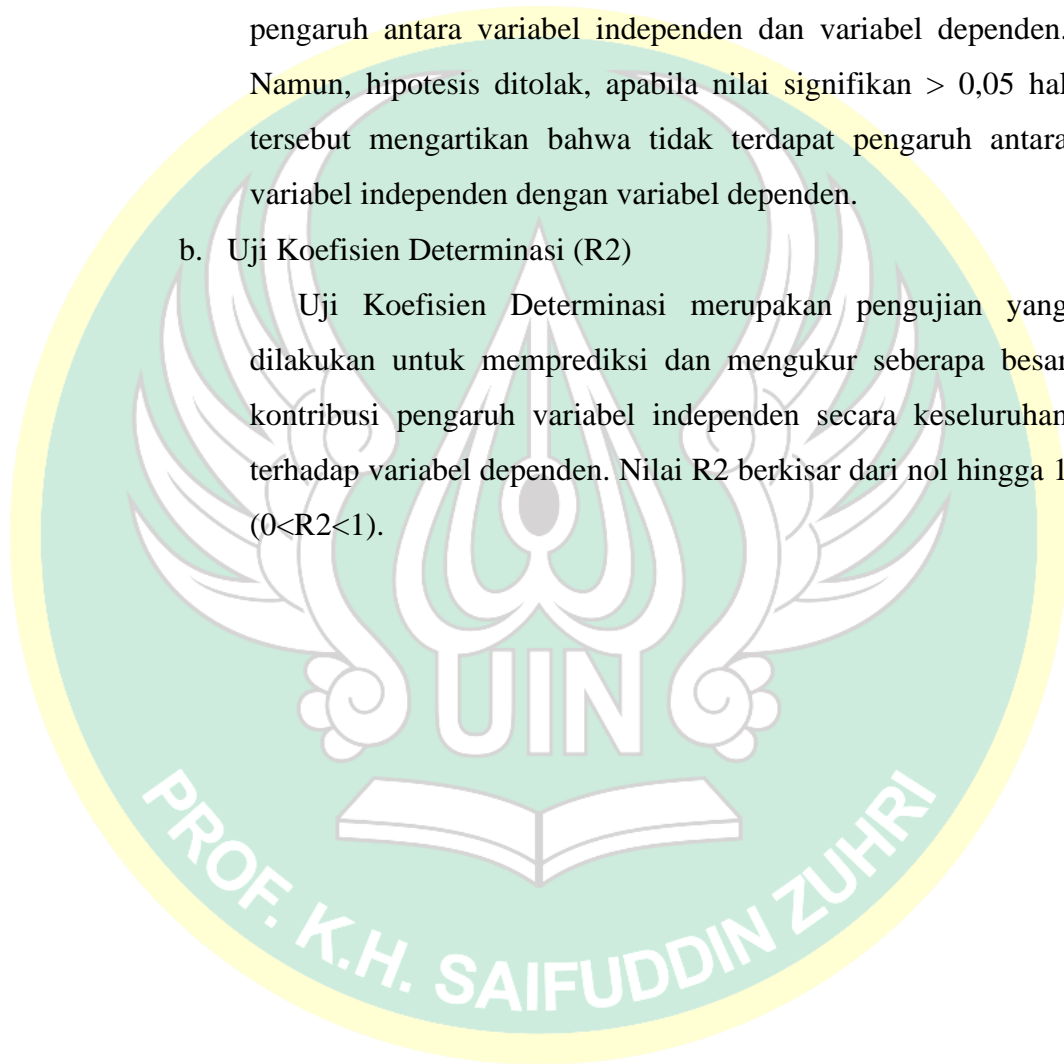 pengaruh antara variabel independen dan variabel dependen.
Namun, hipotesis ditolak, apabila nilai signifikan > 0,05 hal
tersebut mengartikan bahwa tidak terdapat pengaruh antara
variabel independen dengan variabel dependen.
b. Uji Koefisien Determinasi (R2)
Uji Koefisien Determinasi merupakan pengujian yang
dilakukan untuk memprediksi dan mengukur seberapa besar
kontribusi pengaruh variabel independen secara keseluruhan
terhadap variabel dependen. Nilai R2 berkisar dari nol hingga 1
(0<R2<1).
UIN
PROF. K.H. SAIFUDDIN ZUHRI